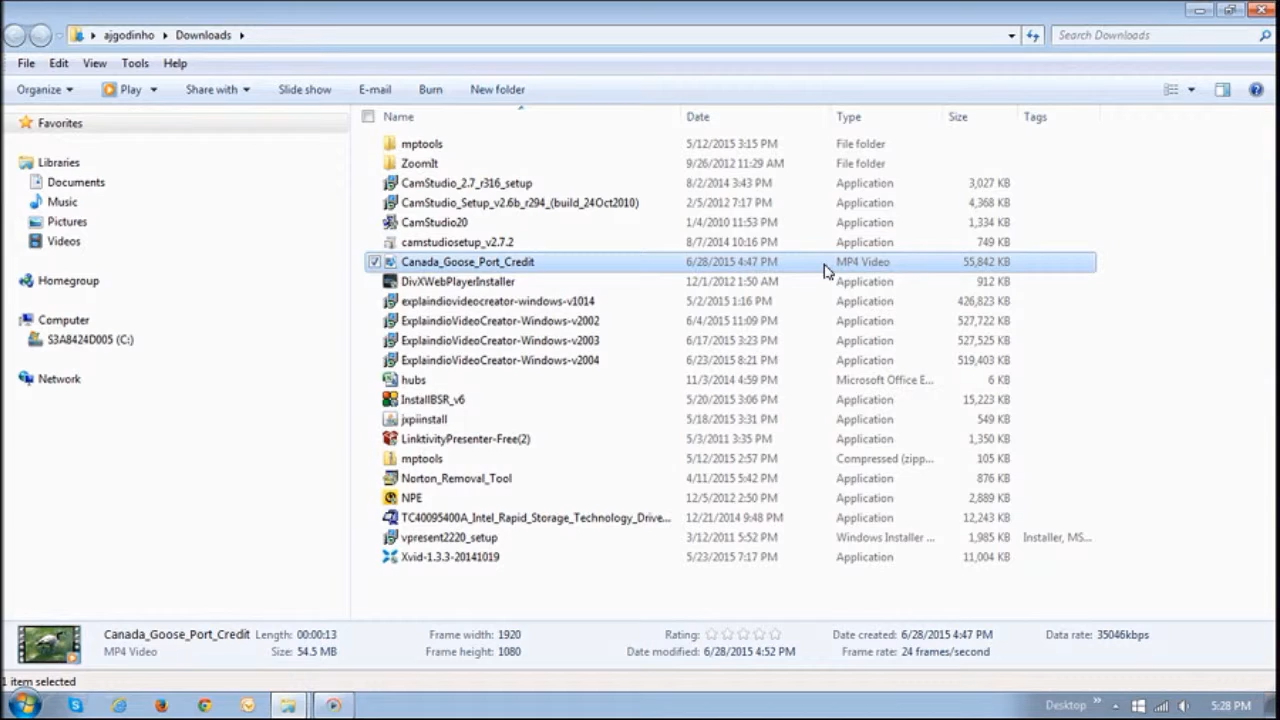 ajgodinho Downloads Search Downloads
File Edit View Tools Help
Organize Play Share with Slide show E-mail Burn New folder
Favorites
Libraries
Documents
Music
Pictures
Videos
Homegroup
Computer
S3A8424D005 (C:)
Network
Name Date Type Size Tags
mptools 5/12/2015 3:15 PM File folder
ZoomIt 9/26/2012 11:29 AM File folder
CamStudio_2.7_r316_setup 8/2/2014 3:43 PM Application 3,027 KB
CamStudio_Setup_v2.6b_r294_(build_24Oct2010) 2/5/2012 7:17 PM Application 4,368 KB
CamStudio20 1/4/2010 11:53 PM Application 1,334 KB
camstudiosetup_v2.7.2 8/7/2014 10:16 PM Application 749 KB
Canada_Goose_Port_Credit 6/28/2015 4:47 PM MP4 Video 55,842 KB
DivXWebPlayerInstaller 12/1/2012 1:50 AM Application 912 KB
explaindiovideocreator-windows-v1014 5/2/2015 1:16 PM Application 426,823 KB
ExplaindioVideoCreator-Windows-v2002 6/4/2015 11:09 PM Application 527,722 KB
ExplaindioVideoCreator-Windows-v2003 6/17/2015 3:23 PM Application 527,525 KB
ExplaindioVideoCreator-Windows-v2004 6/23/2015 8:21 PM Application 519,403 KB
hubs 11/3/2014 4:59 PM Microsoft Office E... 6 KB
InstallBSR_v6 5/20/2015 3:06 PM Application 15,223 KB
jxpiinstall 5/18/2015 3:31 PM Application 549 KB
LinktivityPresenter-Free(2) 5/3/2011 3:35 PM Application 1,350 KB
mptools 5/12/2015 2:57 PM Compressed (zipp... 105 KB
Norton_Removal_Tool 4/11/2015 5:42 PM Application 876 KB
NPE 12/5/2012 2:50 PM Application 2,889 KB
TC40095400A_Intel_Rapid_Storage_Technology_Drive... 12/21/2014 9:48 PM Application 12,243 KB
vpresent2220_setup 3/12/2011 5:52 PM Windows Installer ... 1,985 KB Installer, MS...
Xvid-1.3.3-20141019 5/23/2015 7:17 PM Application 11,004 KB
Canada_Goose_Port_Credit Length: 00:00:13 Frame width: 1920 Rating: Date created: 6/28/2015 4:47 PM Data rate: 35046kbps
MP4 Video Size: 54.5 MB Frame height: 1080 Date modified: 6/28/2015 4:52 PM Frame rate: 24 frames/second
1 item selected
Desktop 5:28 PM